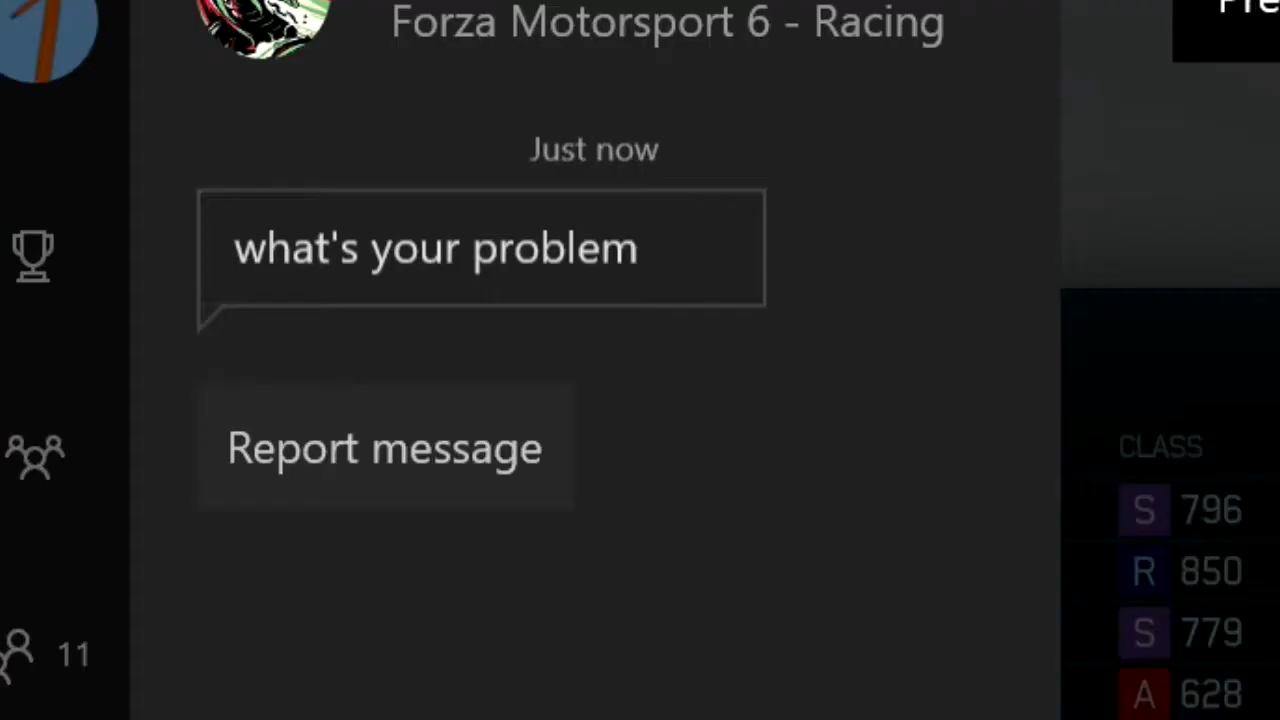 Forza Motorsport 6 - Racing
Just now
what's your problem
Report message
11
CLASS
S 796
R 850
S 779
A 628